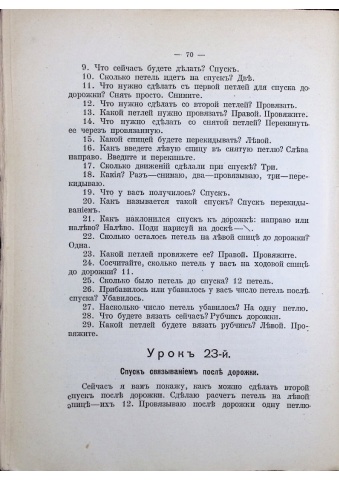 — 70 —
9. Что сейчасъ будете дѣлать? Спускъ.
10. Сколько петель идетъ на спускъ? Двѣ.
11. Что нужно сдѣлать съ первой петлей для спуска до
дорожки? Снять просто. Снимите.
12. Что нужно сдѣлать со второй петлей? Провязать.
13. Какой петлей нужно провязать? Правой. Провяжите.
14. Что нужно сдѣлать со снятой петлей? Перекинуть
ее черезъ провязанную.
15. Какой спицей будете перекидывать? Лѣвой.
16. Какъ введете лѣвую спицу въ снятую петлю? Слѣва
направо. Введите и перекиньте.
17. Сколько движеній сдѣлали при спускѣ? Три.
18. Какія? Разъ—снимаю, два—провязываю, три—пере-
кидываю.
19. Что у васъ получилось? Спускъ.
20. Какъ называется такой спускъ? Спускъ перекиды-
ваніемъ.
21. Какъ наклонился спускъ къ дорожкѣ: направо или
налѣво? Налѣво. Поди нарисуй на доскѣ—\.
22. Сколько осталось петель на лѣвой спицѣ до дорожки?
Одна.
23. Какой петлей провяжете ее? Правой. Провяжите.
24. Сосчитайте, сколько петель у васъ на ходовой спицѣ
до дорожки? 11.
25. Сколько было петель до спуска? 12 петель.
26. Прибавилось или убавилось у васъ число петель послѣ
спуска? Убавилось.
27. Насколько число петель убавилось? На одну петлю.
28. Что будете вязать сейчасъ? Рубчикъ дорожки.
29. Какой петлей будете вязать рубчикъ? Лѣвой. Про-
вяжите.
Урокъ 23-й.
Спускъ связываніемъ послѣ дорожки.
Сейчасъ я вамъ покажу, какъ можно сдѣлать второй
спускъ послѣ дорожки. Сдѣлаю расчетъ петель на лѣвой
спицѣ—ихъ 12. Провязываю послѣ дорожки одну петлю